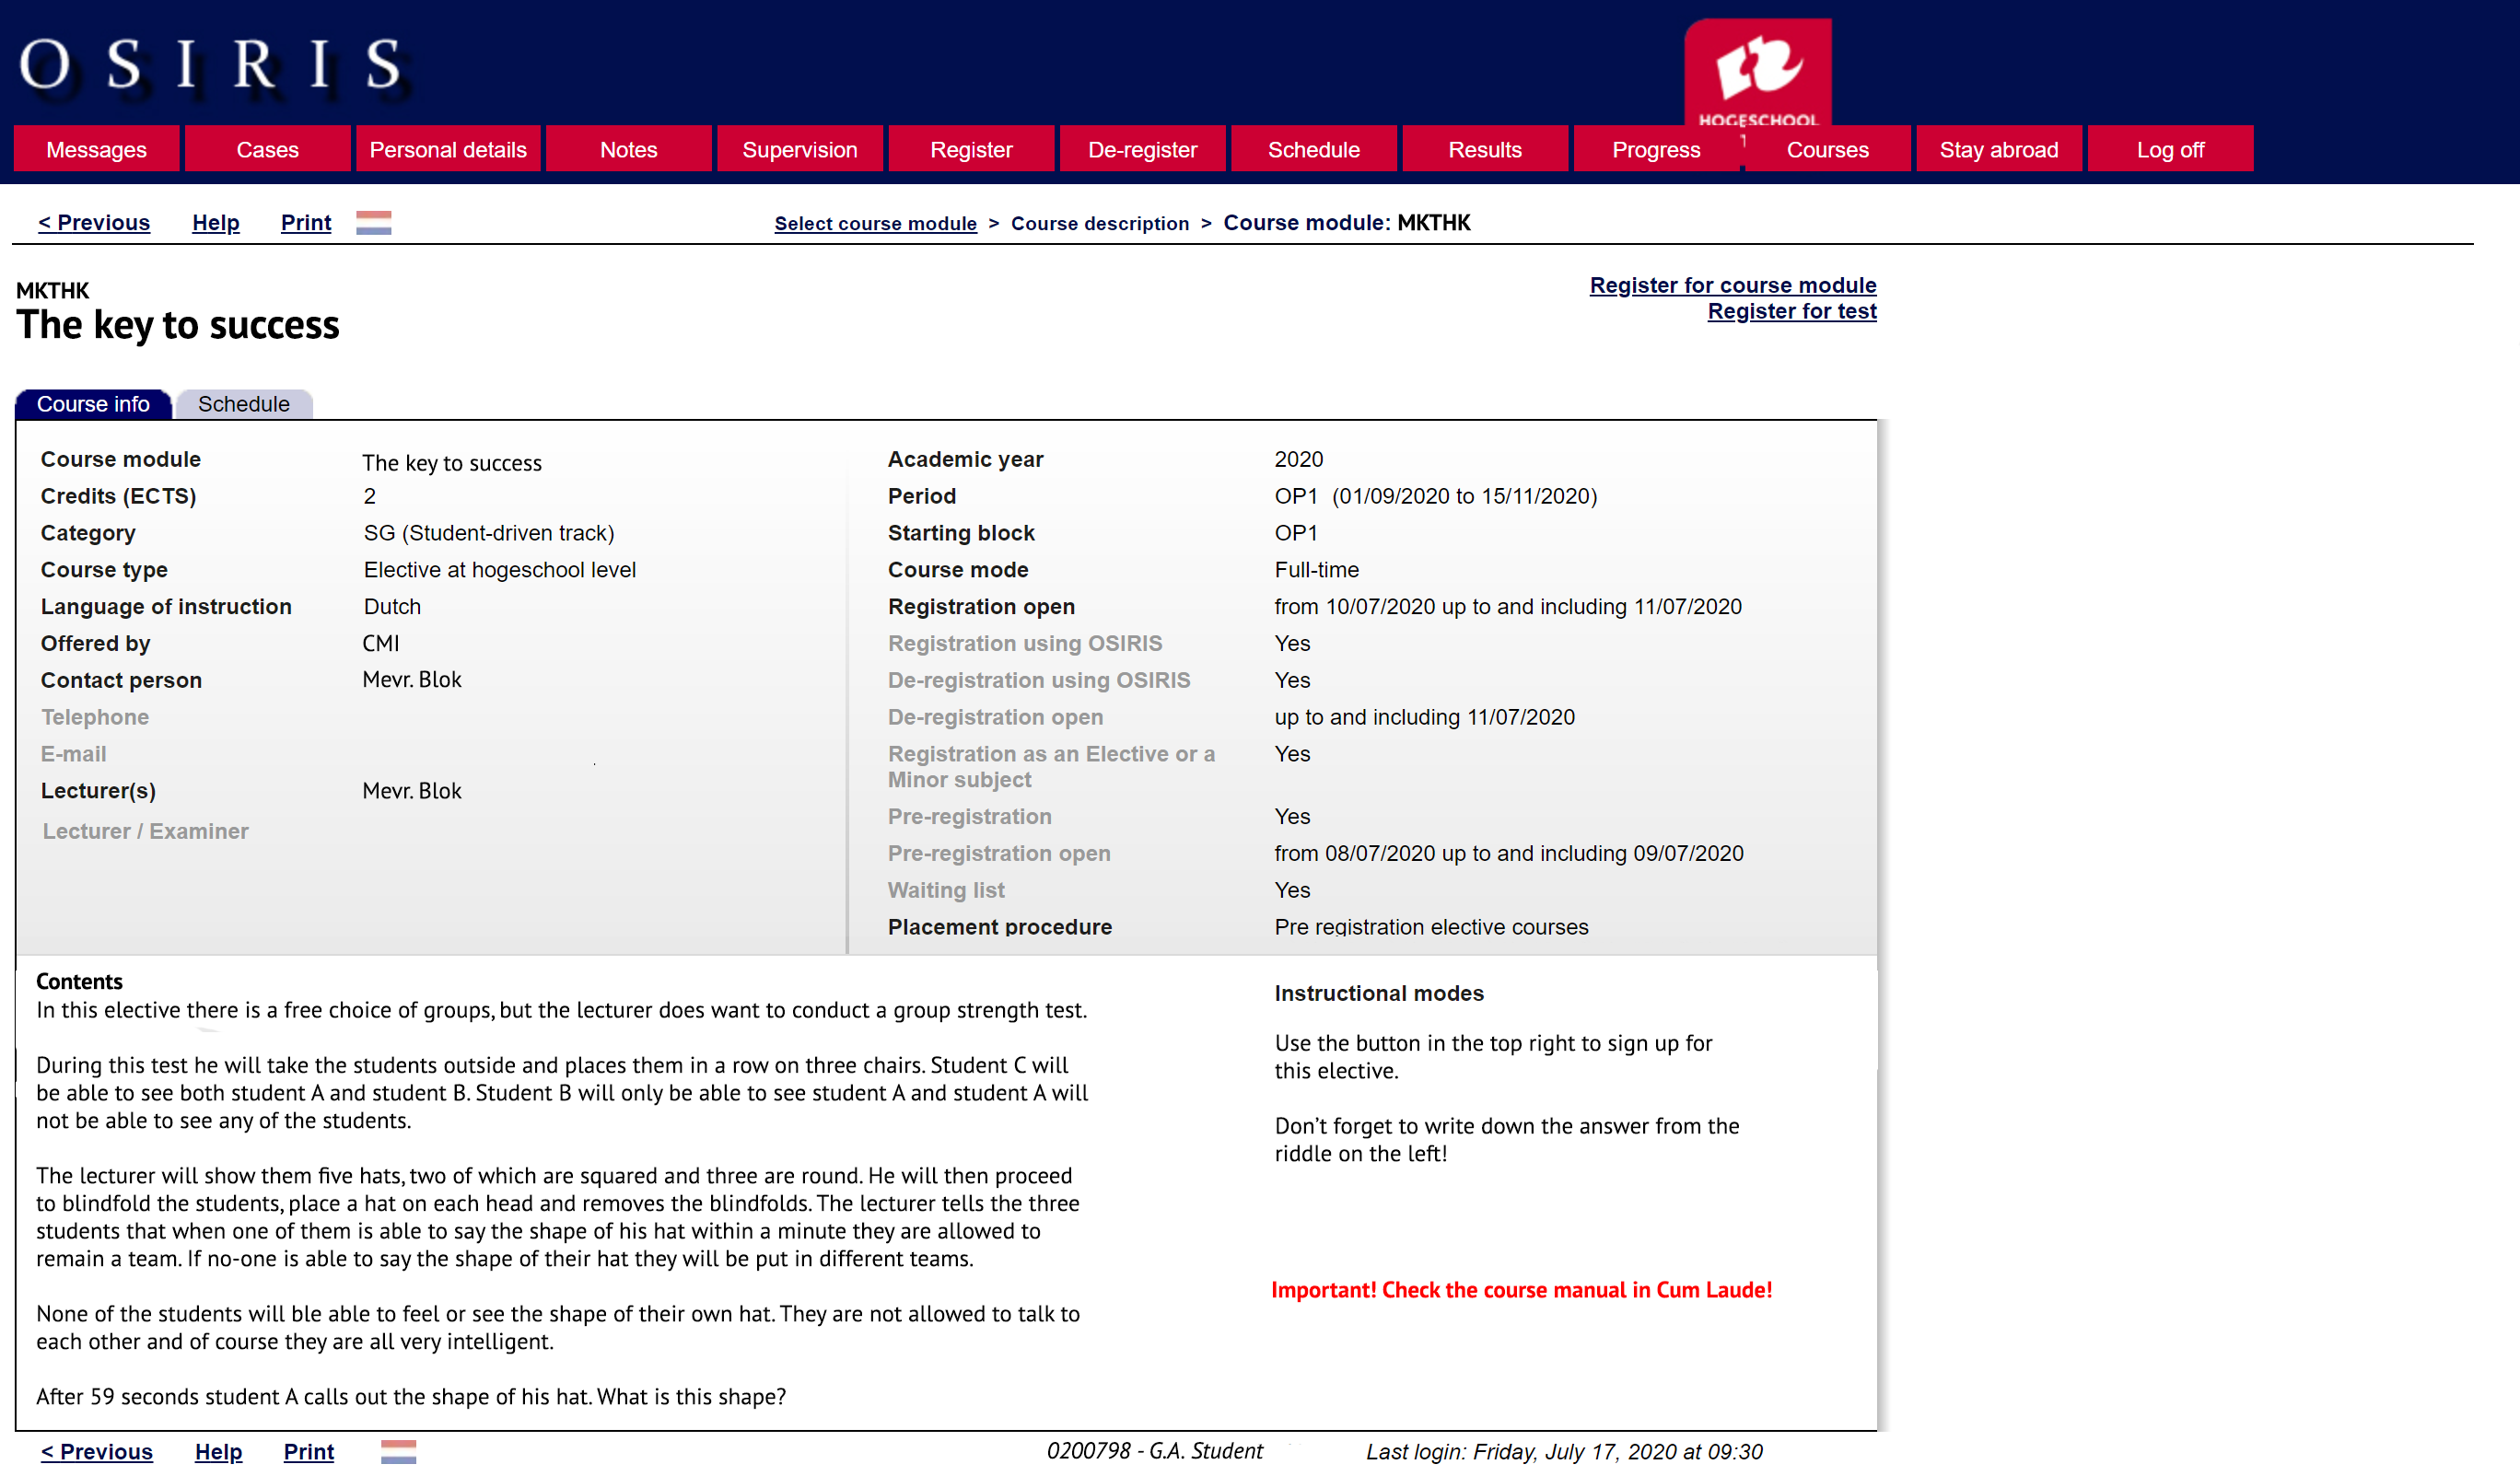 OSIRIS
HOGESCHOOL
Messages
Cases
Personal details
Notes
Supervision
Register
De-register
Schedule
Results
Progress
Courses
Stay abroad
Log off
< Previous Help Print
Select course module > Course description > Course module: MKTHK
MKTHK
The key to success
Register for course module
Register for test
Course info
Schedule
Course module The key to success
Credits (ECTS) 2
Category SG (Student-driven track)
Course type Elective at hogeschool level
Language of instruction Dutch
Offered by CMI
Contact person Mevr. Blok
Telephone
E-mail
Lecturer(s) Mevr. Blok
Lecturer / Examiner
Academic year 2020
Period OP1 (01/09/2020 to 15/11/2020)
Starting block OP1
Course mode Full-time
Registration open from 10/07/2020 up to and including 11/07/2020
Registration using OSIRIS Yes
De-registration using OSIRIS Yes
De-registration open up to and including 11/07/2020
Registration as an Elective or a Yes
Minor subject
Pre-registration Yes
Pre-registration open from 08/07/2020 up to and including 09/07/2020
Waiting list Yes
Placement procedure Pre registration elective courses
Contents
In this elective there is a free choice of groups, but the lecturer does want to conduct a group strength test.
During this test he will take the students outside and places them in a row on three chairs. Student C will
be able to see both student A and student B. Student B will only be able to see student A and student A will
not be able to see any of the students.
The lecturer will show them five hats, two of which are squared and three are round. He will then proceed
to blindfold the students, place a hat on each head and removes the blindfolds. The lecturer tells the three
students that when one of them is able to say the shape of his hat within a minute they are allowed to
remain a team. If no-one is able to say the shape of their hat they will be put in different teams.
None of the students will ble able to feel or see the shape of their own hat. They are not allowed to talk to
each other and of course they are all very intelligent.
After 59 seconds student A calls out the shape of his hat. What is this shape?
Instructional modes
Use the button in the top right to sign up for
this elective.
Don't forget to write down the answer from the
riddle on the left!
Important! Check the course manual in Cum Laude!
< Previous Help Print
0200798 - G.A. Student
Last login: Friday, July 17, 2020 at 09:30